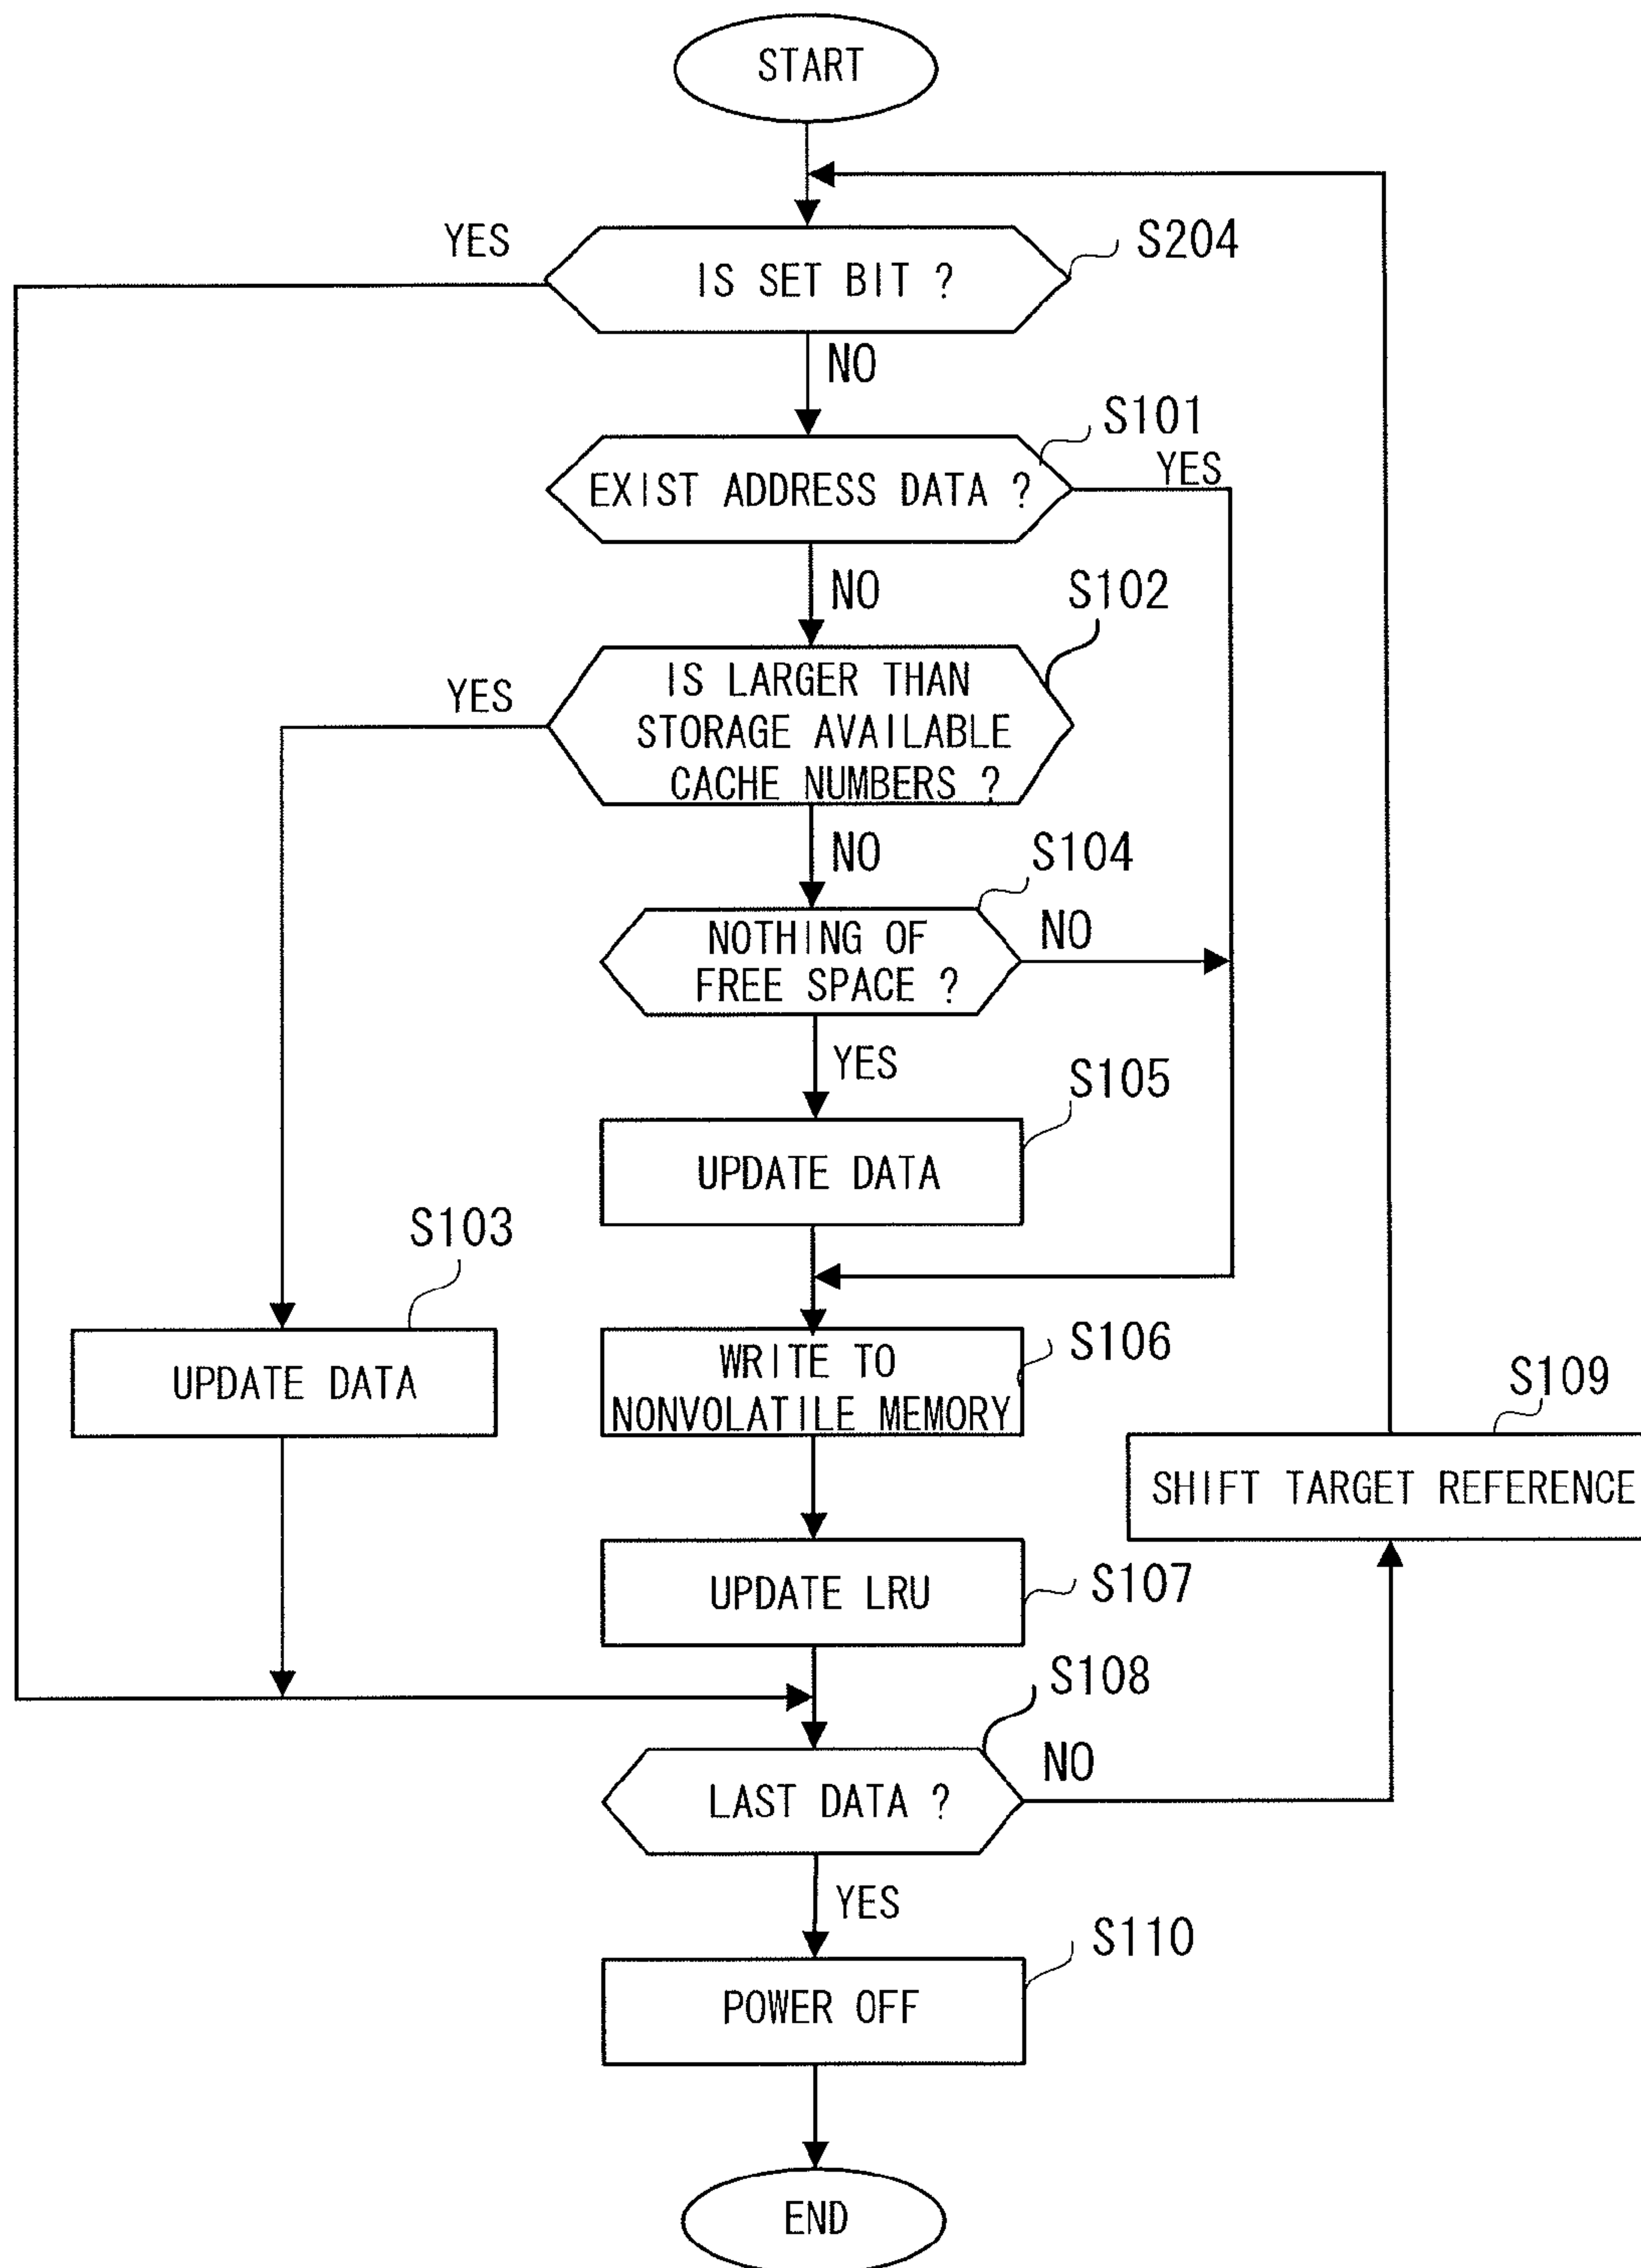 START
YES
IS SET BIT ?
S204
NO
S101
EXIST ADDRESS DATA ?
YES
NO
S102
YES
IS LARGER THAN
STORAGE AVAILABLE
CACHE NUMBERS ?
NO
S104
NOTHING OF
FREE SPACE ?
NO
YES
S105
UPDATE DATA
S103
UPDATE DATA
WRITE TO
NONVOLATILE MEMORY
S106
S109
SHIFT TARGET REFERENCE
UPDATE LRU
S107
S108
LAST DATA ?
NO
YES
S110
POWER OFF
END